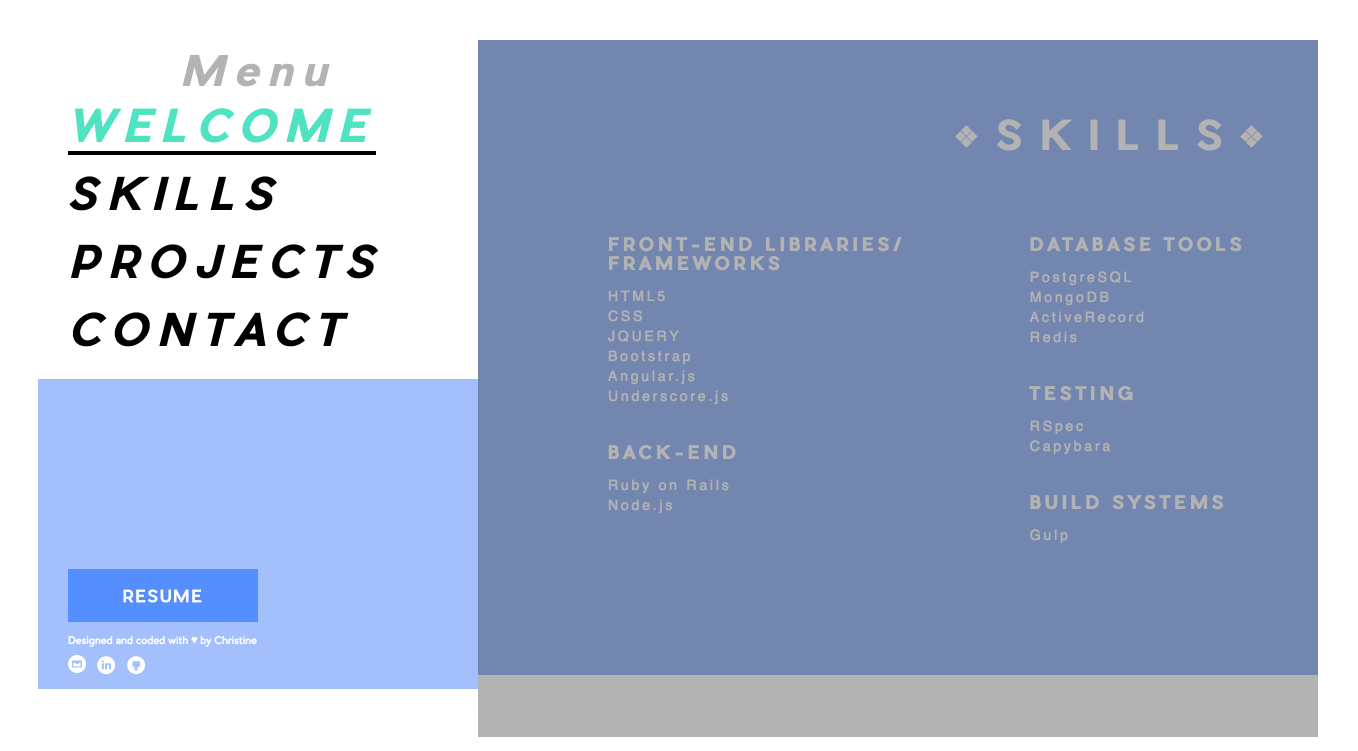 Menu
WELCOME
SKILLS
PROJECTS
CONTACT
RESUME
Designed and coded with ♥ by Christine
in
❖ SKILLS ❖
FRONT-END LIBRARIES/
FRAMEWORKS
HTML5
CSS
JQUERY
Bootstrap
Angular.js
Underscore.js
BACK-END
Ruby on Rails
Node.js
DATABASE TOOLS
PostgreSQL
MongoDB
ActiveRecord
Redis
TESTING
RSpec
Capybara
BUILD SYSTEMS
Gulp